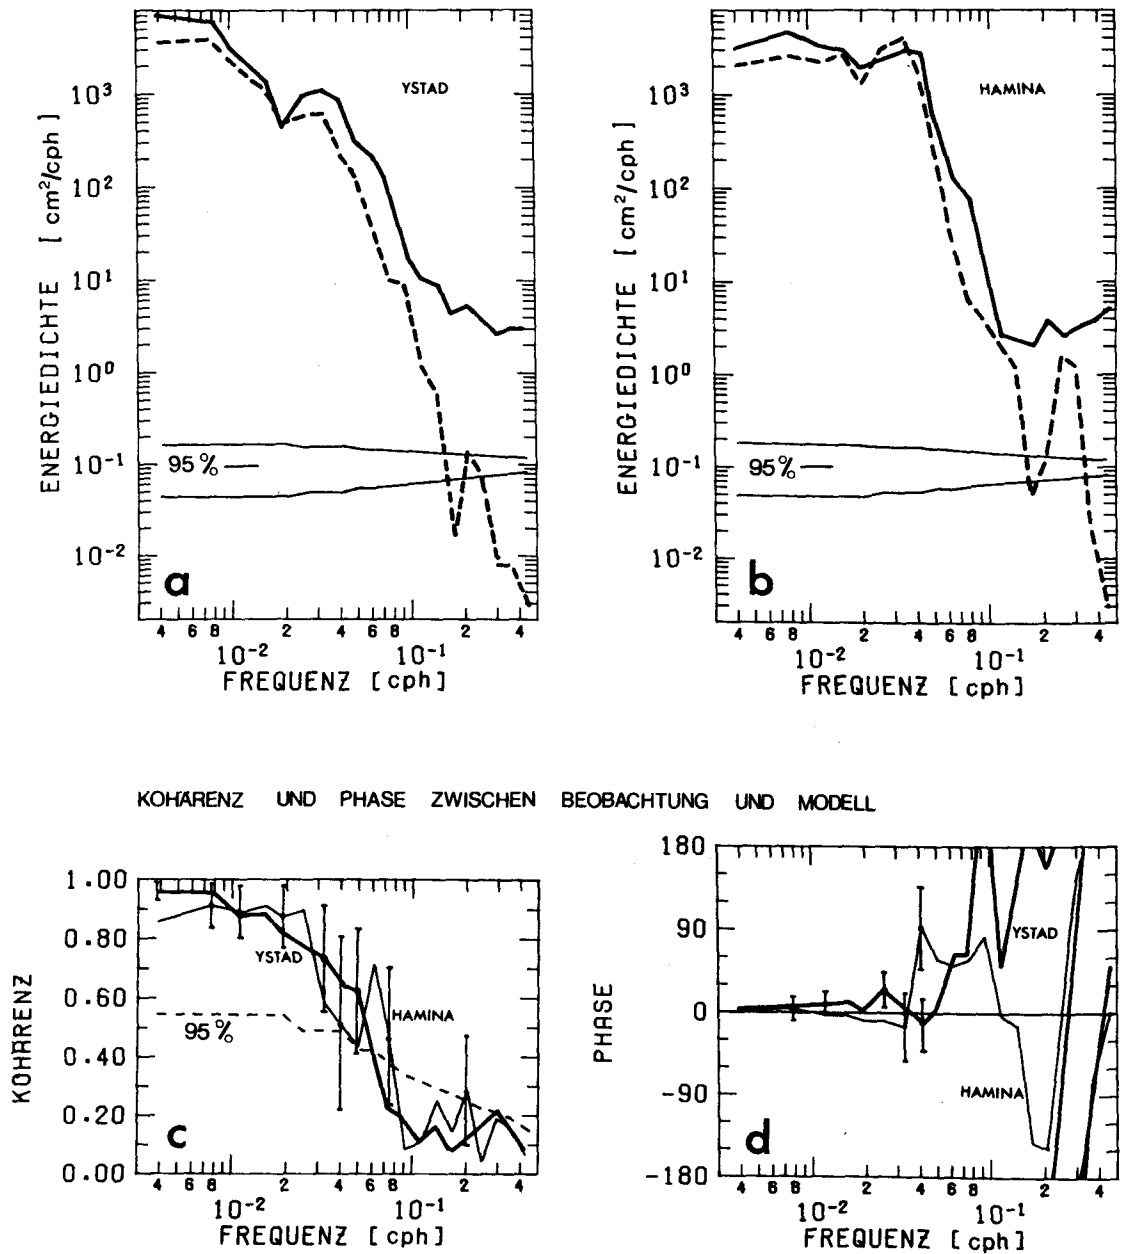 YSTAD
ENERGIEDICHTE [cm²/cph]
10³
10²
10¹
10⁰
10⁻¹
10⁻²
95%
a
4 6 8 2 4 6 8 2 4
10⁻² 10⁻¹
FREQUENZ [cph]
HAMINA
ENERGIEDICHTE [cm²/cph]
10³
10²
10¹
10⁰
10⁻¹
10⁻²
95%
b
4 6 8 2 4 6 8 2 4
10⁻² 10⁻¹
FREQUENZ [cph]
KOHÄRENZ UND PHASE ZWISCHEN BEOBACHTUNG UND MODELL
KOHÄRENZ
1.00
0.80
0.60
0.40
0.20
0.00
YSTAD
HAMINA
95%
c
4 6 8 2 4 6 8 2 4
10⁻² 10⁻¹
FREQUENZ [cph]
PHASE
180
90
0
-90
-180
YSTAD
HAMINA
d
4 6 8 2 4 6 8 2 4
10⁻² 10⁻¹
FREQUENZ [cph]